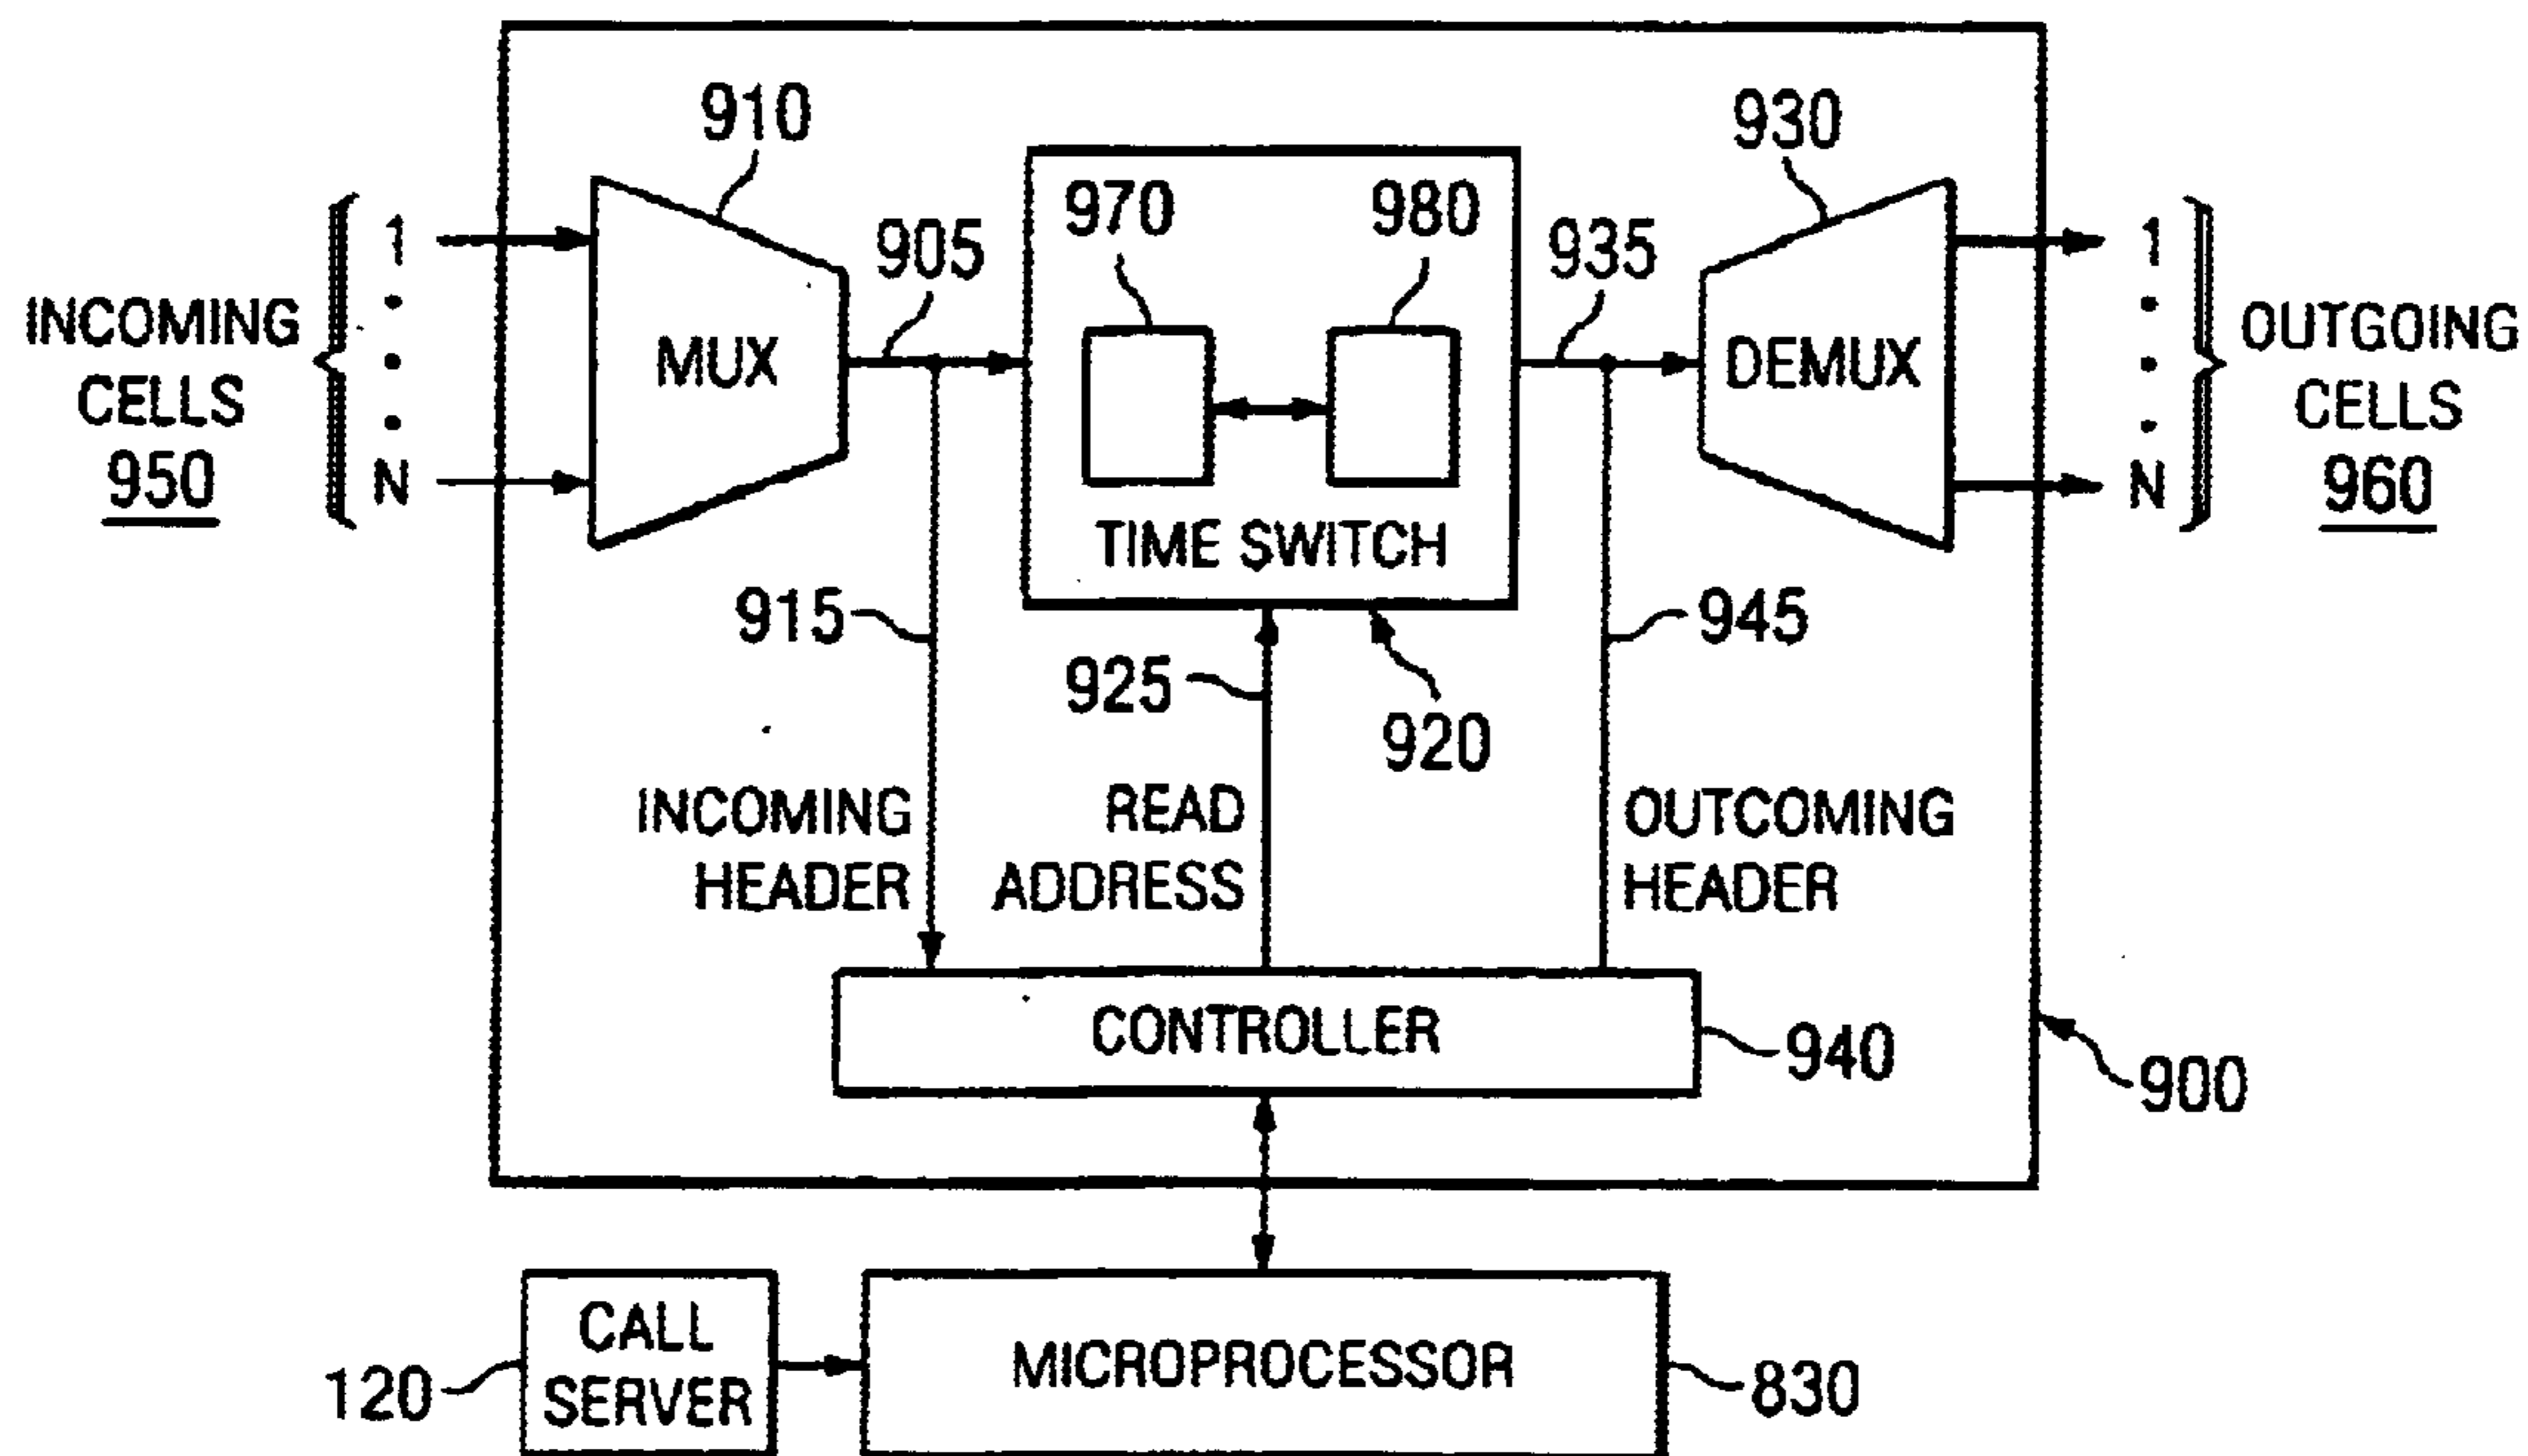 910
930
970
980
905
935
1
N
INCOMING
CELLS
950
MUX
TIME SWITCH
DEMUX
1
N
OUTGOING
CELLS
960
915
925
920
945
INCOMING
HEADER
READ
ADDRESS
OUTCOMING
HEADER
CONTROLLER
940
900
CALL
SERVER
120
MICROPROCESSOR
830